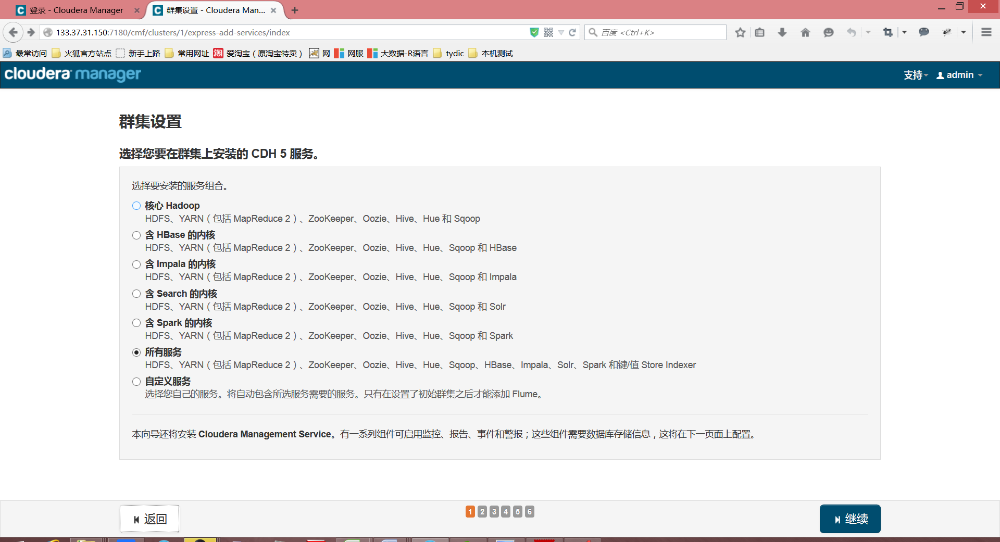 登录 - Cloudera Manager
群集设置 - Cloudera Man...
133.37.31.150:7180/cmf/clusters/1/express-add-services/index
百度 <Ctrl+K>
最常访问 火狐官方站点 新手上路 常用网址 爱淘宝（原淘宝特卖） 网 网服 大数据-R语言 tydic 本机测试
cloudera manager
支持 admin
群集设置
选择您要在群集上安装的 CDH 5 服务。
选择要安装的服务组合。
核心 Hadoop
HDFS、YARN（包括 MapReduce 2）、ZooKeeper、Oozie、Hive、Hue 和 Sqoop
含 HBase 的内核
HDFS、YARN（包括 MapReduce 2）、ZooKeeper、Oozie、Hive、Hue、Sqoop 和 HBase
含 Impala 的内核
HDFS、YARN（包括 MapReduce 2）、ZooKeeper、Oozie、Hive、Hue、Sqoop 和 Impala
含 Search 的内核
HDFS、YARN（包括 MapReduce 2）、ZooKeeper、Oozie、Hive、Hue、Sqoop 和 Solr
含 Spark 的内核
HDFS、YARN（包括 MapReduce 2）、ZooKeeper、Oozie、Hive、Hue、Sqoop 和 Spark
所有服务
HDFS、YARN（包括 MapReduce 2）、ZooKeeper、Oozie、Hive、Hue、Sqoop、HBase、Impala、Solr、Spark 和键/值 Store Indexer
自定义服务
选择您自己的服务。将自动包含所选服务需要的服务。只有在设置了初始群集之后才能添加 Flume。
本向导还将安装 Cloudera Management Service。有一系列组件可启用监控、报告、事件和警报；这些组件需要数据库存储信息，这将在下一页面上配置。
返回
1 2 3 4 5 6
继续